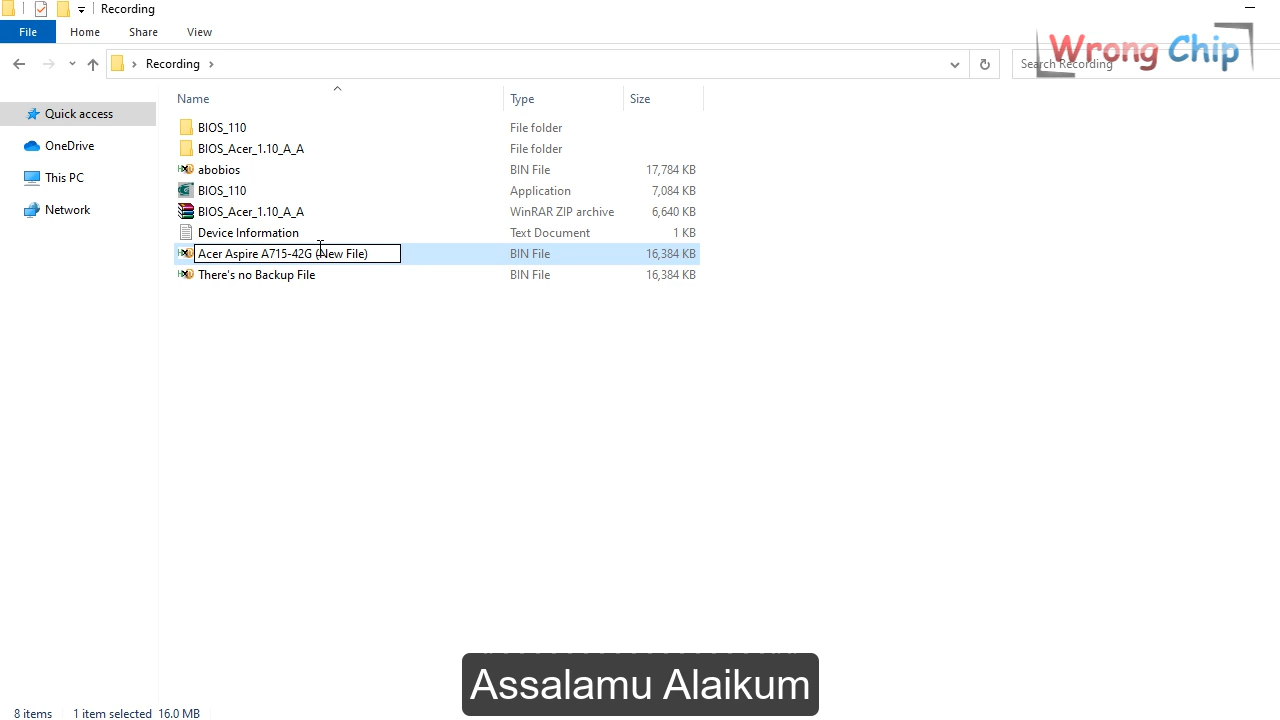 Recording
File Home Share View
Wrong Chip
Recording
Search Recording
Name Type Size
Quick access
OneDrive
This PC
Network
BIOS_110 File folder
BIOS_Acer_1.10_A_A File folder
abobios BIN File 17,784 KB
BIOS_110 Application 7,084 KB
BIOS_Acer_1.10_A_A WinRAR ZIP archive 6,640 KB
Device Information Text Document 1 KB
Acer Aspire A715-42G (New File) BIN File 16,384 KB
There's no Backup File BIN File 16,384 KB
Assalamu Alaikum
8 items 1 item selected 16.0 MB